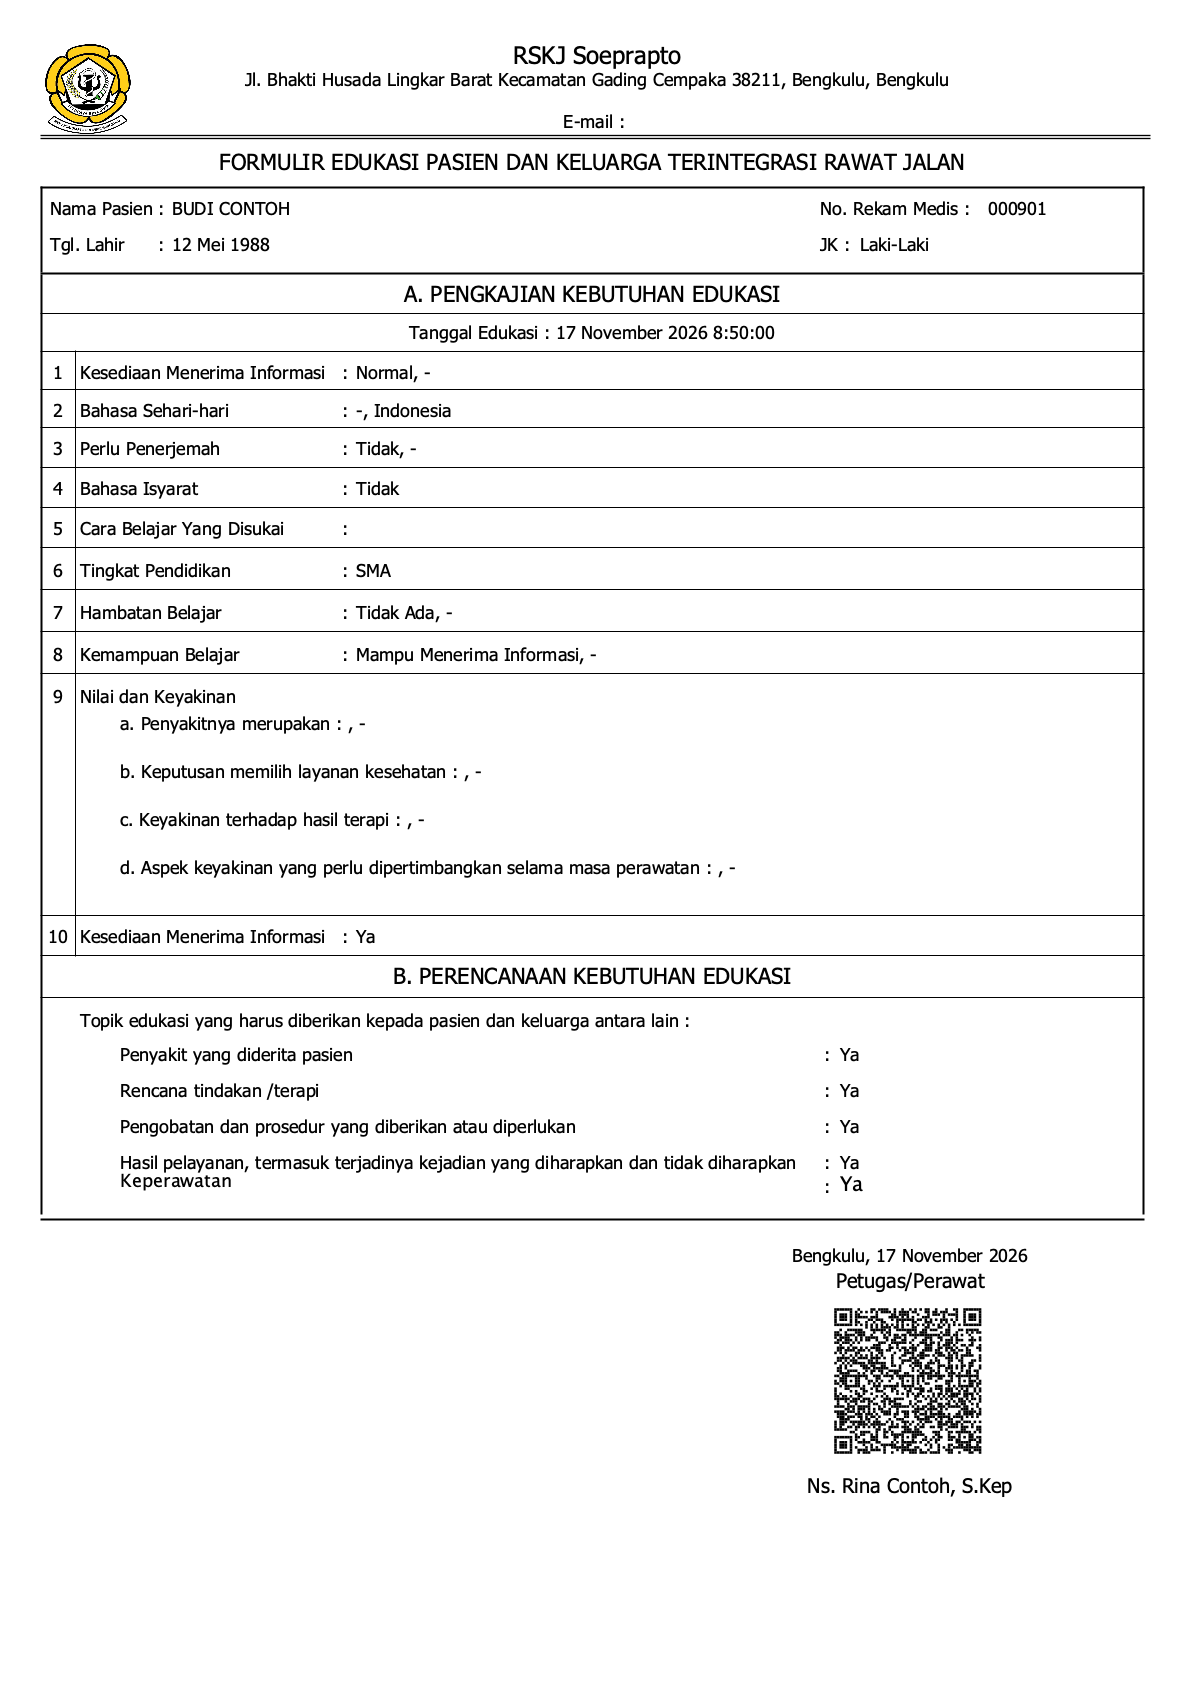 RSKJ Soeprapto
Jl. Bhakti Husada Lingkar Barat Kecamatan Gading Cempaka 38211, Bengkulu, Bengkulu
E-mail :
FORMULIR EDUKASI PASIEN DAN KELUARGA TERINTEGRASI RAWAT JALAN
Nama Pasien : BUDI CONTOH No. Rekam Medis : 000901
Tgl. Lahir : 12 Mei 1988 JK : Laki-Laki
A. PENGKAJIAN KEBUTUHAN EDUKASI
Tanggal Edukasi : 17 November 2026 8:50:00
1 Kesediaan Menerima Informasi : Normal, -
2 Bahasa Sehari-hari : -, Indonesia
3 Perlu Penerjemah : Tidak, -
4 Bahasa Isyarat : Tidak
5 Cara Belajar Yang Disukai :
6 Tingkat Pendidikan : SMA
7 Hambatan Belajar : Tidak Ada, -
8 Kemampuan Belajar : Mampu Menerima Informasi, -
9 Nilai dan Keyakinan
a. Penyakitnya merupakan : , -
b. Keputusan memilih layanan kesehatan : , -
c. Keyakinan terhadap hasil terapi : , -
d. Aspek keyakinan yang perlu dipertimbangkan selama masa perawatan : , -
10 Kesediaan Menerima Informasi : Ya
B. PERENCANAAN KEBUTUHAN EDUKASI
Topik edukasi yang harus diberikan kepada pasien dan keluarga antara lain :
Penyakit yang diderita pasien : Ya
Rencana tindakan /terapi : Ya
Pengobatan dan prosedur yang diberikan atau diperlukan : Ya
Hasil pelayanan, termasuk terjadinya kejadian yang diharapkan dan tidak diharapkan : Ya
Keperawatan : Ya
Bengkulu, 17 November 2026
Petugas/Perawat
Ns. Rina Contoh, S.Kep